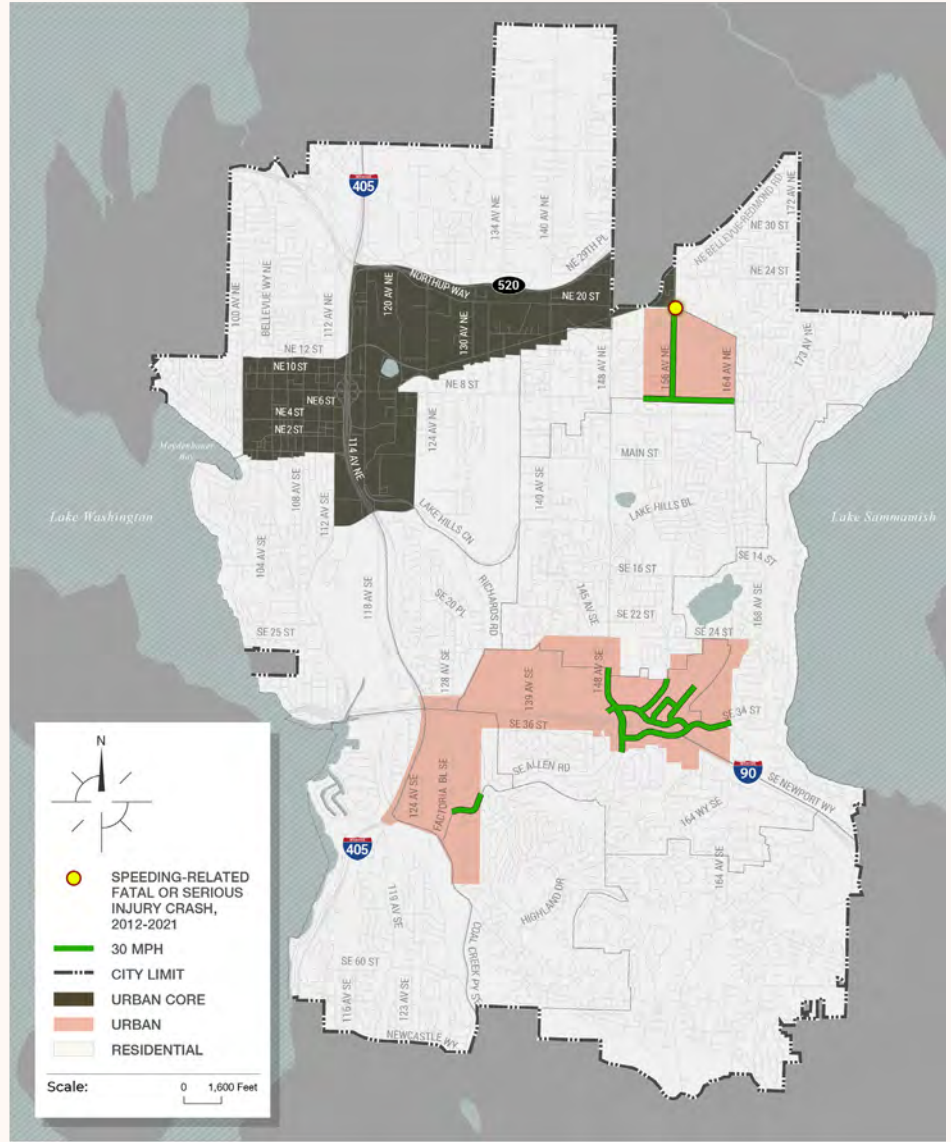 405
134 AV NE
140 AV NE
NE 29TH PL
NE BELLEVUE-REDMOND RD
172 AV NE
NE 30 ST
NE 24 ST
100 AV NE
BELLEVUE WY NE
112 AV NE
120 AV NE
NORTHUP WAY
520
NE 20 ST
130 AV NE
NE 12 ST
NE 10 ST
NE6 ST
NE4 ST
NE2 ST
NE 8 ST
148 AV NE
156 AV NE
164 AV NE
173 AV NE
124 AV NE
114 AV NE
MAIN ST
Meydenbauer
Bay
Lake Washington
108 AV SE
112 AV SE
104 AV SE
LAKE HILLS CN
140 AV SE
LAKE HILLS BL
Lake Sammamish
118 AV SE
SE 20 PL
RICHARDS RD
145 AV SE
SE 16 ST
SE 14 ST
SE 22 ST
168 AV SE
SE 25 ST
SE 24 ST
128 AV SE
139 AV SE
148 AV SE
SE 36 ST
SE 34 ST
SE ALLEN RD
90
SE NEWPORT WY
124 AV SE
FACTORIA BL SE
164 WY SE
164 AV SE
405
119 AV SE
HIGHLAND DR
COAL CREEK PY S
SE 60 ST
116 AV SE
123 AV SE
NEWCASTLE WY
N
SPEEDING-RELATED
FATAL OR SERIOUS
INJURY CRASH,
2012-2021
30 MPH
CITY LIMIT
URBAN CORE
URBAN
RESIDENTIAL
Scale:
0 1,600 Feet